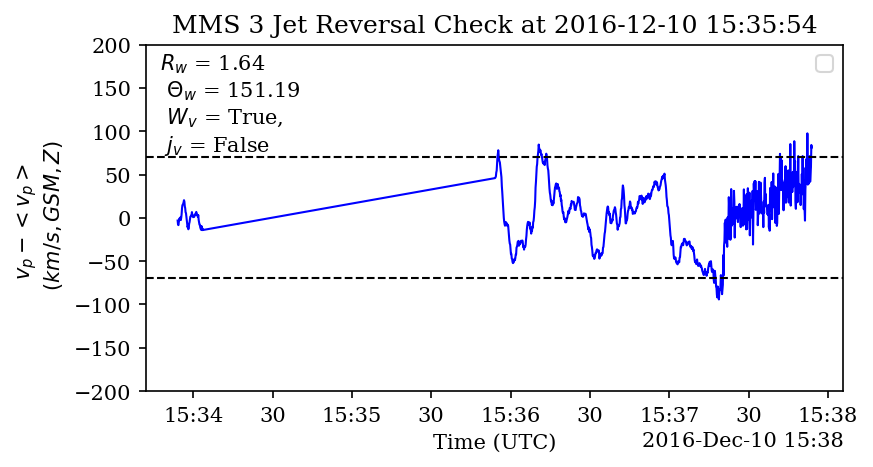 MMS 3 Jet Reversal Check at 2016-12-10 15:35:54
200
150
100
50
0
−50
−100
−150
−200
v_p − < v_p >
(km/s, GSM, Z)
R_w = 1.64
Θ_w = 151.19
W_v = True,
j_v = False
15:34 30 15:35 30 15:36 30 15:37 30 15:38
Time (UTC)
2016-Dec-10 15:38